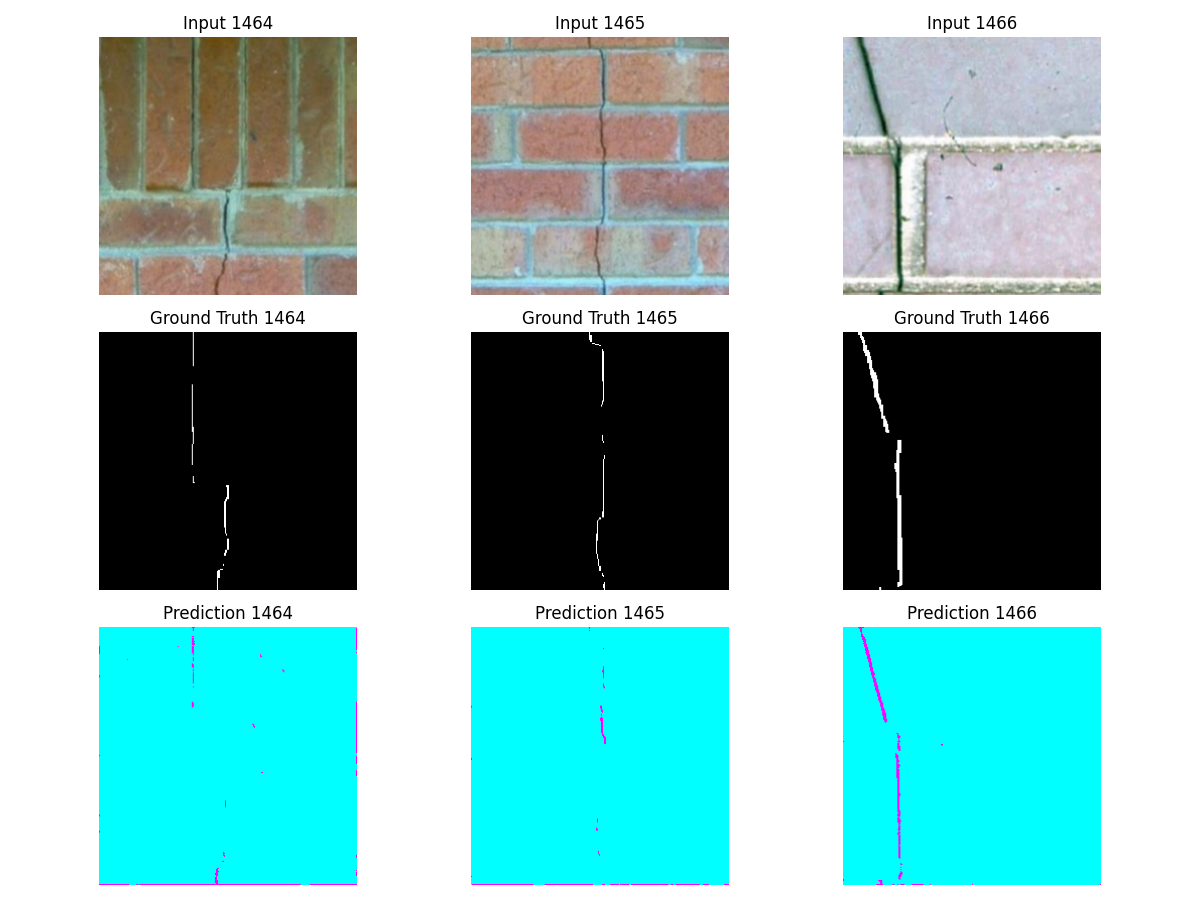 Input 1464
Input 1465
Input 1466
Ground Truth 1464
Ground Truth 1465
Ground Truth 1466
Prediction 1464
Prediction 1465
Prediction 1466